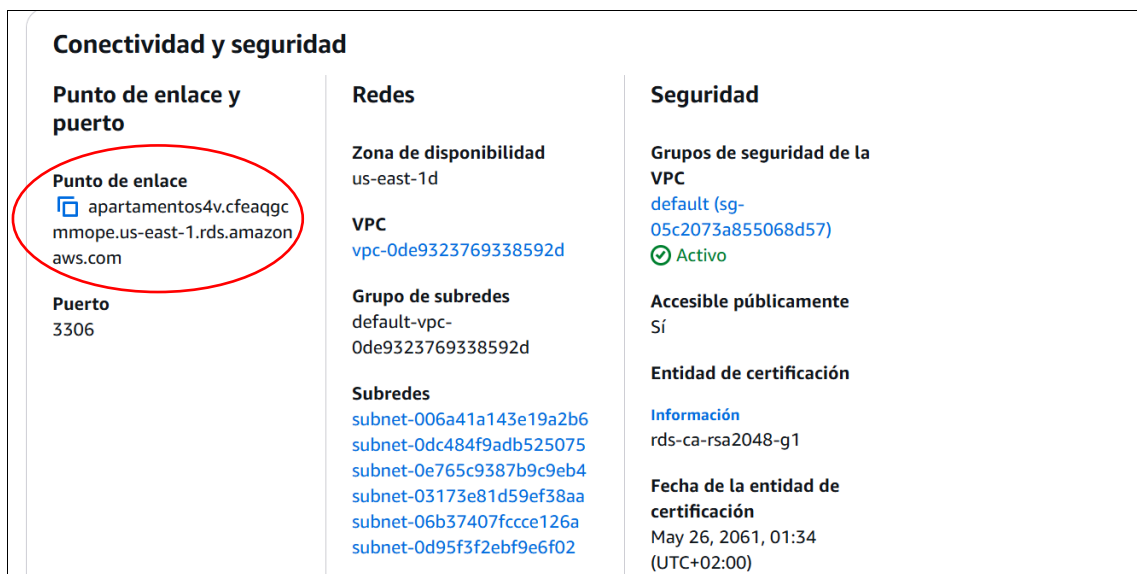 Conectividad y seguridad
Punto de enlace y
puerto
Punto de enlace
apartamentos4v.cfeaqgc
mmope.us-east-1.rds.amazon
aws.com
Puerto
3306
Redes
Zona de disponibilidad
us-east-1d
VPC
vpc-0de9323769338592d
Grupo de subredes
default-vpc-
0de9323769338592d
Subredes
subnet-006a41a143e19a2b6
subnet-0dc484f9adb525075
subnet-0e765c9387b9c9eb4
subnet-03173e81d59ef38aa
subnet-06b37407fccce126a
subnet-0d95f3f2ebf9e6f02
Seguridad
Grupos de seguridad de la
VPC
default (sg-
05c2073a855068d57)
Activo
Accesible públicamente
Sí
Entidad de certificación
Información
rds-ca-rsa2048-g1
Fecha de la entidad de
certificación
May 26, 2061, 01:34
(UTC+02:00)